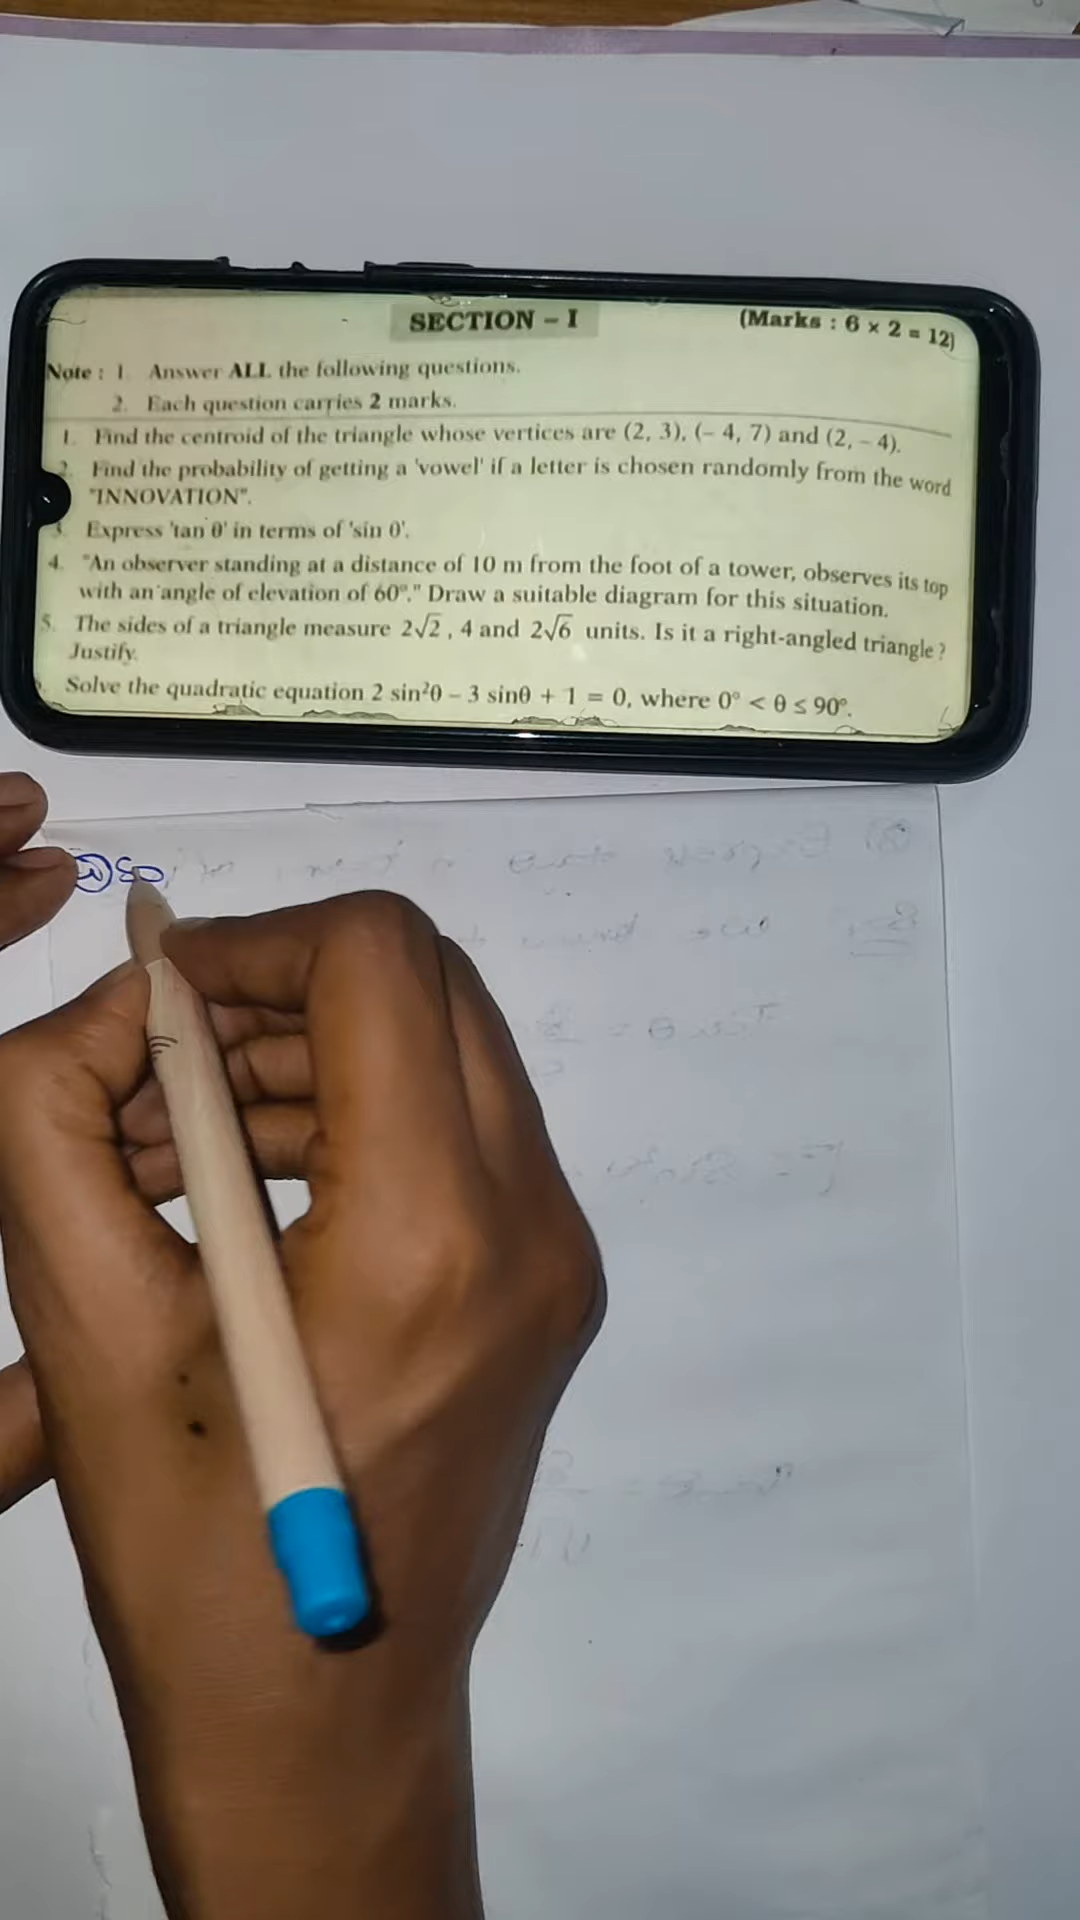 SECTION – I
(Marks : 6 × 2 = 12)
Note : 1. Answer ALL the following questions.
2. Each question carries 2 marks.
1. Find the centroid of the triangle whose vertices are (2, 3), (– 4, 7) and (2, – 4).
2. Find the probability of getting a 'vowel' if a letter is chosen randomly from the word
"INNOVATION".
3. Express 'tan θ' in terms of 'sin θ'.
4. "An observer standing at a distance of 10 m from the foot of a tower, observes its top
with an angle of elevation of 60°." Draw a suitable diagram for this situation.
5. The sides of a triangle measure 2√2 , 4 and 2√6 units. Is it a right-angled triangle ?
Justify.
Solve the quadratic equation 2 sin²θ – 3 sinθ + 1 = 0, where 0° < θ ≤ 90°.